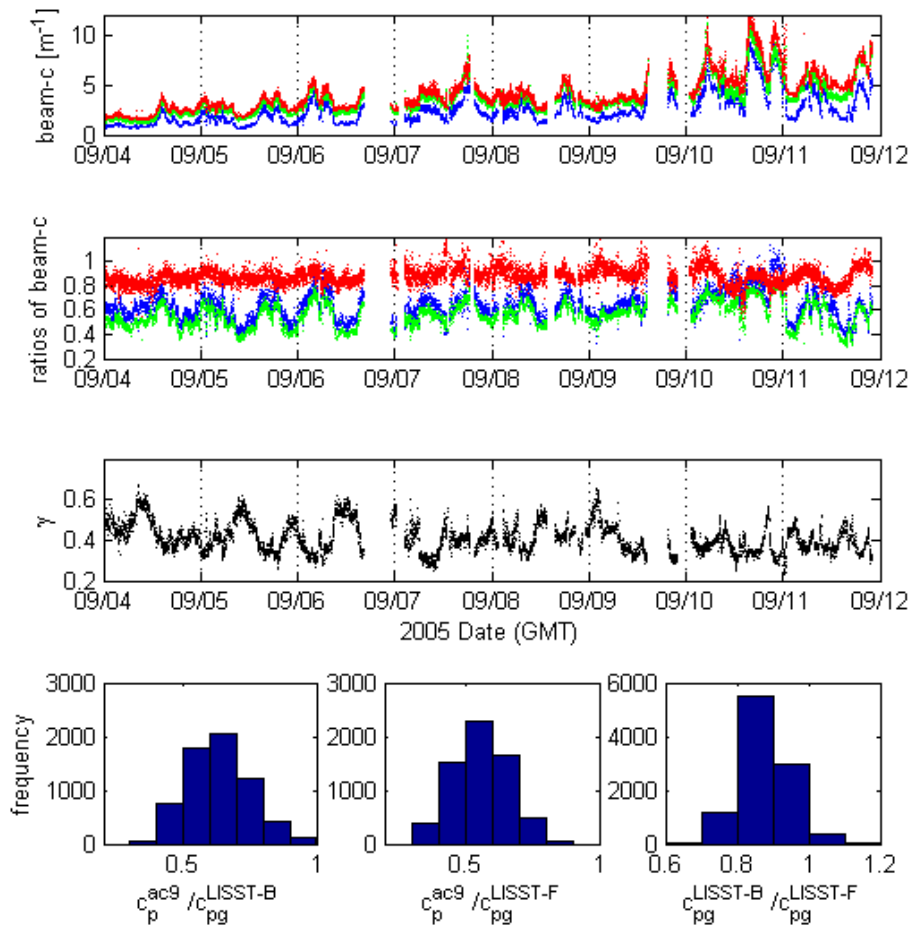 beam-c [m⁻¹]
10
5
0
09/04 09/05 09/06 09/07 09/08 09/09 09/10 09/11 09/12
ratios of beam-c
1
0.8
0.6
0.4
0.2
09/04 09/05 09/06 09/07 09/08 09/09 09/10 09/11 09/12
γ
0.6
0.4
0.2
09/04 09/05 09/06 09/07 09/08 09/09 09/10 09/11 09/12
2005 Date (GMT)
frequency
3000
2000
1000
0
0.5 1
c_p^ac9 /c_pg^LISST-B
3000
2000
1000
0
0.5 1
c_p^ac9 /c_pg^LISST-F
6000
4000
2000
0
0.6 0.8 1 1.2
c_pg^LISST-B /c_pg^LISST-F